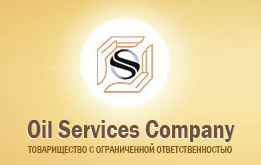 Oil Services Company
ТОВАРИЩЕСТВО С ОГРАНИЧЕННОЙ ОТВЕТСТВЕННОСТЬЮ